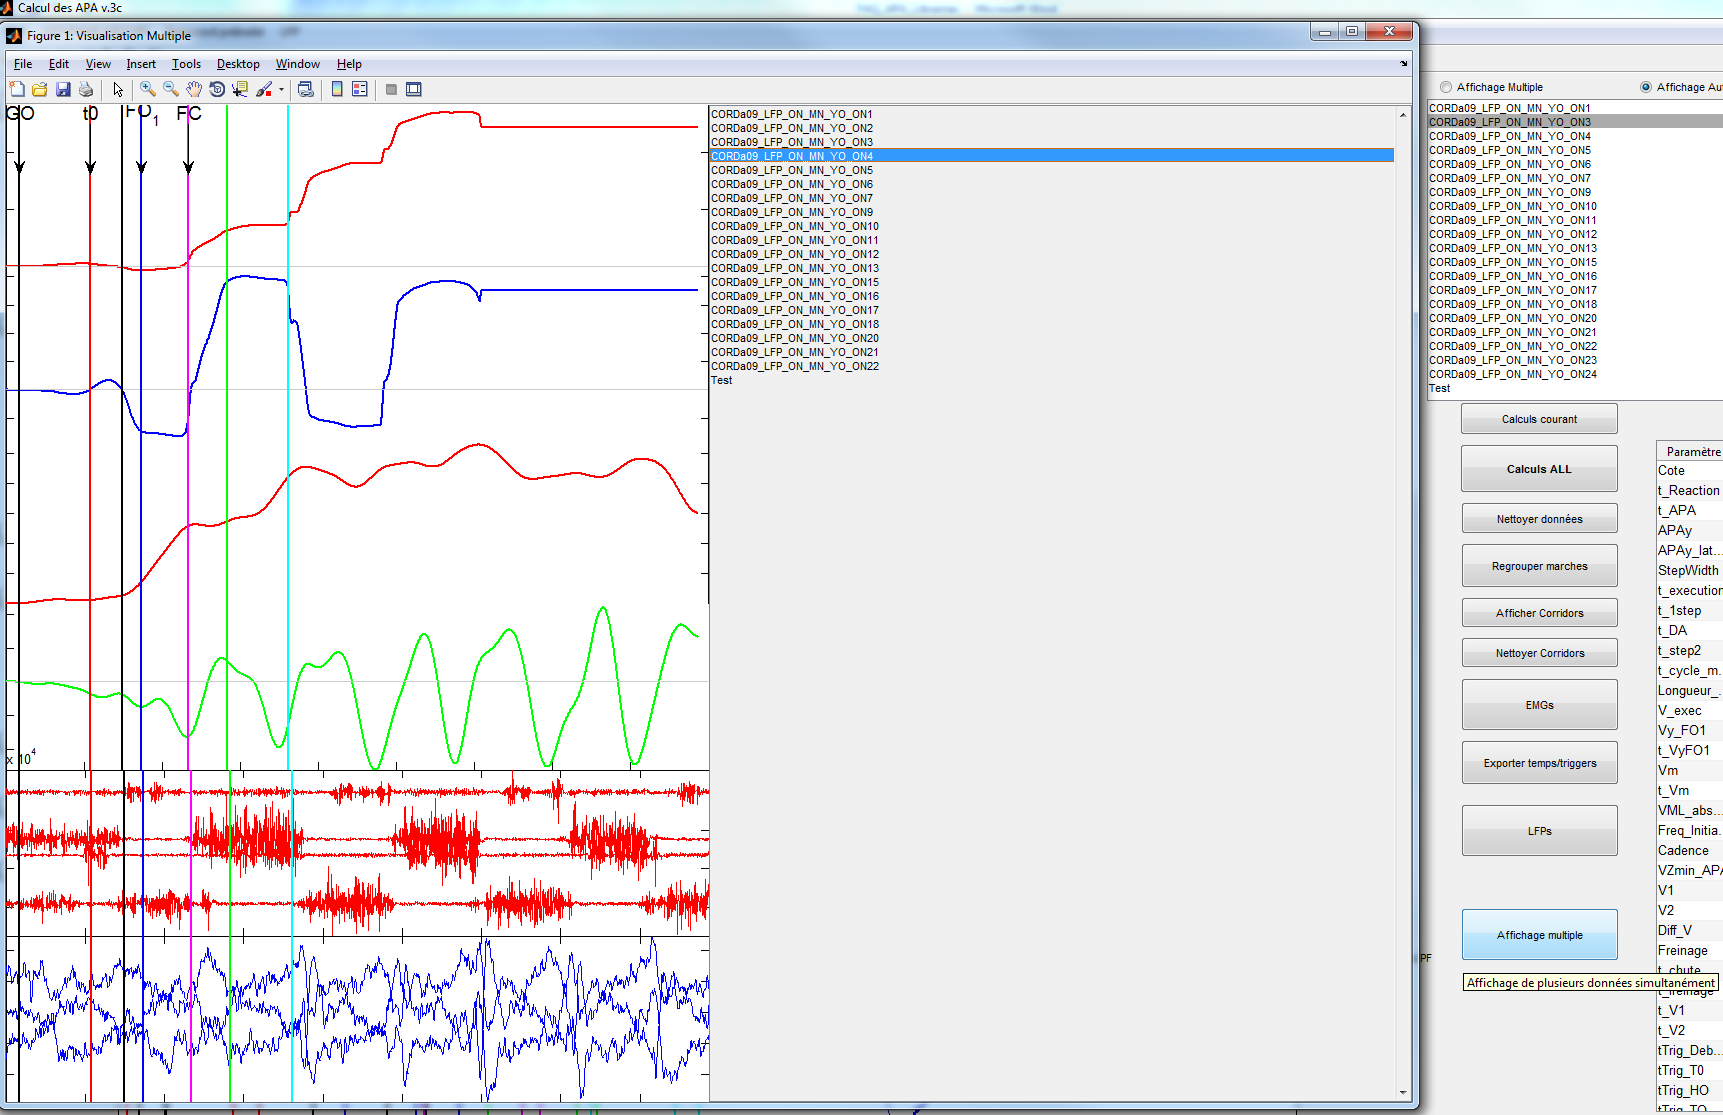 Calcul des APA v.3c
Figure 1: Visualisation Multiple
File Edit View Insert Tools Desktop Window Help
GO t0 FO1 FC
x 10^4
CORDa09_LFP_ON_MN_YO_ON1
CORDa09_LFP_ON_MN_YO_ON2
CORDa09_LFP_ON_MN_YO_ON3
CORDa09_LFP_ON_MN_YO_ON4
CORDa09_LFP_ON_MN_YO_ON5
CORDa09_LFP_ON_MN_YO_ON6
CORDa09_LFP_ON_MN_YO_ON7
CORDa09_LFP_ON_MN_YO_ON9
CORDa09_LFP_ON_MN_YO_ON10
CORDa09_LFP_ON_MN_YO_ON11
CORDa09_LFP_ON_MN_YO_ON12
CORDa09_LFP_ON_MN_YO_ON13
CORDa09_LFP_ON_MN_YO_ON15
CORDa09_LFP_ON_MN_YO_ON16
CORDa09_LFP_ON_MN_YO_ON17
CORDa09_LFP_ON_MN_YO_ON18
CORDa09_LFP_ON_MN_YO_ON20
CORDa09_LFP_ON_MN_YO_ON21
CORDa09_LFP_ON_MN_YO_ON22
Test
Affichage Multiple Affichage Aut
CORDa09_LFP_ON_MN_YO_ON1
CORDa09_LFP_ON_MN_YO_ON3
CORDa09_LFP_ON_MN_YO_ON4
CORDa09_LFP_ON_MN_YO_ON5
CORDa09_LFP_ON_MN_YO_ON6
CORDa09_LFP_ON_MN_YO_ON7
CORDa09_LFP_ON_MN_YO_ON9
CORDa09_LFP_ON_MN_YO_ON10
CORDa09_LFP_ON_MN_YO_ON11
CORDa09_LFP_ON_MN_YO_ON12
CORDa09_LFP_ON_MN_YO_ON13
CORDa09_LFP_ON_MN_YO_ON15
CORDa09_LFP_ON_MN_YO_ON16
CORDa09_LFP_ON_MN_YO_ON17
CORDa09_LFP_ON_MN_YO_ON18
CORDa09_LFP_ON_MN_YO_ON20
CORDa09_LFP_ON_MN_YO_ON21
CORDa09_LFP_ON_MN_YO_ON22
CORDa09_LFP_ON_MN_YO_ON23
CORDa09_LFP_ON_MN_YO_ON24
Test
Calculs courant
Calculs ALL
Nettoyer données
Regrouper marches
Afficher Corridors
Nettoyer Corridors
EMGs
Exporter temps/triggers
LFPs
Affichage multiple
PF
Affichage de plusieurs données simultanément
Paramètre
Cote
t_Reaction
t_APA
APAy
APAy_lat...
StepWidth
t_execution
t_1step
t_DA
t_step2
t_cycle_m.
Longueur_.
V_exec
Vy_FO1
t_VyFO1
Vm
t_Vm
VML_abs...
Freq_Initia.
Cadence
VZmin_APA
V1
V2
Diff_V
Freinage
t_chute
t_freinage
t_V1
t_V2
tTrig_Deb...
tTrig_T0
tTrig_HO
tTrig_TO